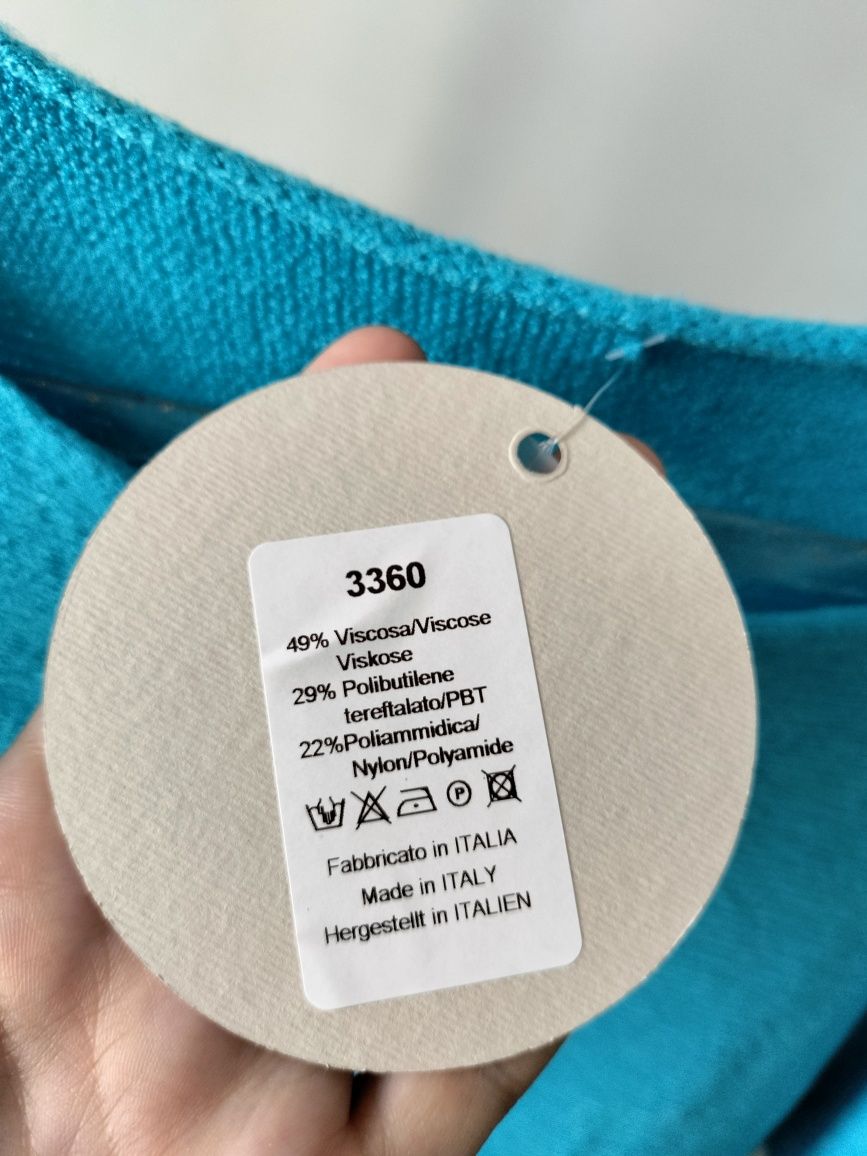 3360
49% Viscosa/Viscose
Viskose
29% Polibutilene
tereftalato/PBT
22%Poliammidica/
Nylon/Polyamide
P
Fabbricato in ITALIA
Made in ITALY
Hergestellt in ITALIEN